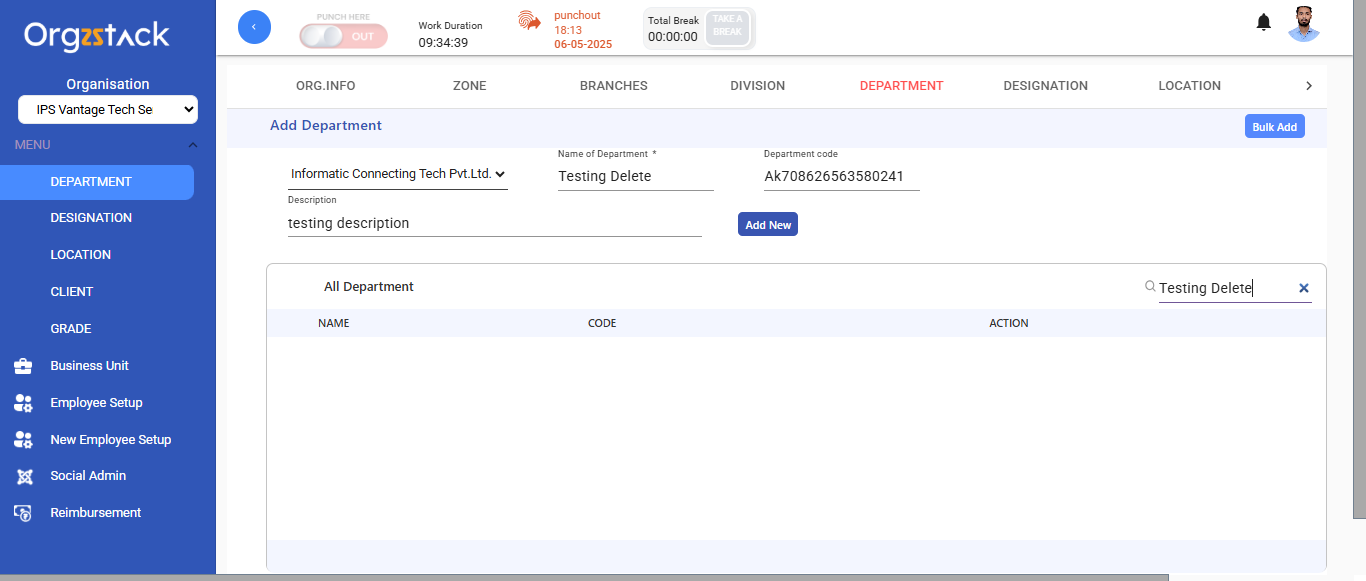 Orgzstack
Organisation
IPS Vantage Tech Se
MENU
DEPARTMENT
DESIGNATION
LOCATION
CLIENT
GRADE
Business Unit
Employee Setup
New Employee Setup
Social Admin
Reimbursement
PUNCH HERE
OUT
Work Duration
09:34:39
punchout
18:13
06-05-2025
Total Break
00:00:00
TAKE A
BREAK
ORG.INFO ZONE BRANCHES DIVISION DEPARTMENT DESIGNATION LOCATION
Add Department
Bulk Add
Informatic Connecting Tech Pvt.Ltd.
Name of Department *
Testing Delete
Department code
Ak708626563580241
Description
testing description
Add New
All Department
Testing Delete
NAME CODE ACTION